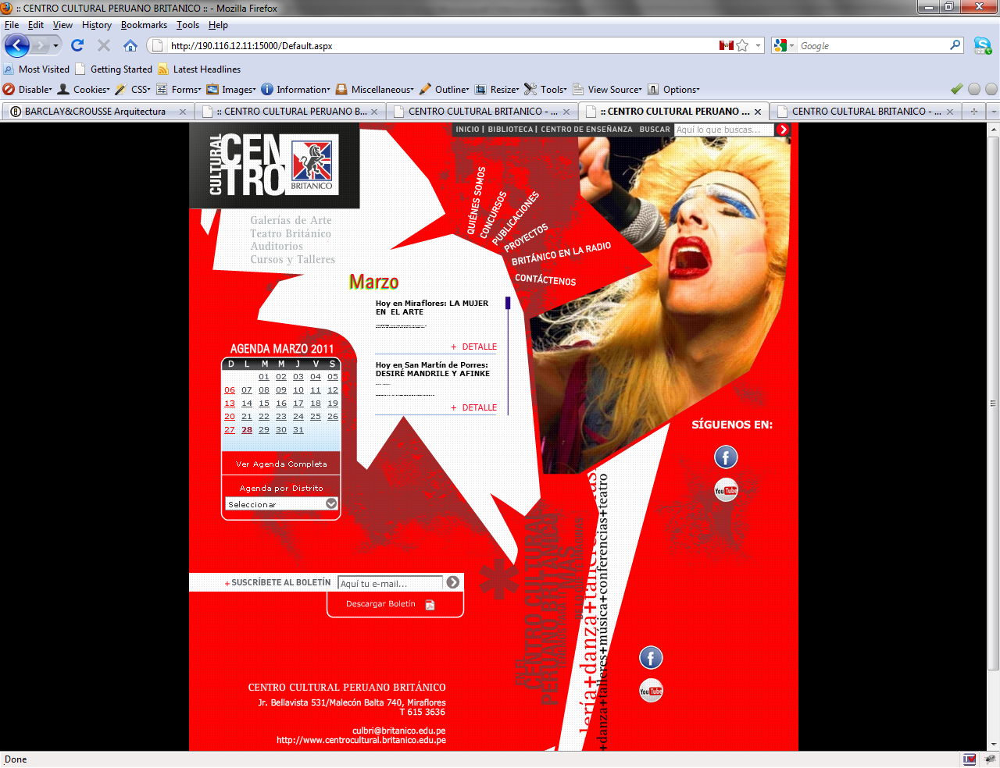 :: CENTRO CULTURAL PERUANO BRITANICO :: - Mozilla Firefox
File Edit View History Bookmarks Tools Help
http://190.116.12.11:15000/Default.aspx
Google
Most Visited Getting Started Latest Headlines
Disable Cookies CSS Forms Images Information Miscellaneous Outline Resize Tools View Source Options
BARCLAY&CROUSSE Arquitectura
:: CENTRO CULTURAL PERUANO B...
CENTRO CULTURAL BRITANICO - ...
:: CENTRO CULTURAL PERUANO ...
CENTRO CULTURAL BRITANICO - ...
INICIO | BIBLIOTECA | CENTRO DE ENSEÑANZA BUSCAR Aquí lo que buscas...
CENTRO
CULTURAL
BRITANICO
QUIÉNES SOMOS
CONCURSOS
PUBLICACIONES
PROYECTOS
BRITÁNICO EN LA RADIO
CONTÁCTENOS
Galerías de Arte
Teatro Británico
Auditorios
Cursos y Talleres
Marzo
Hoy en Miraflores: LA MUJER
EN EL ARTE
+ DETALLE
Hoy en San Martín de Porres:
DESIRÉ MANDRILE Y AFINKE
+ DETALLE
AGENDA MARZO 2011
D L M M J V S
01 02 03 04 05
06 07 08 09 10 11 12
13 14 15 16 17 18 19
20 21 22 23 24 25 26
27 28 29 30 31
Ver Agenda Completa
Agenda por Distrito
Seleccionar
SÍGUENOS EN:
f
You Tube
+ SUSCRÍBETE AL BOLETÍN Aquí tu e-mail...
Descargar Boletín
EN EL
CENTRO CULTURAL
PERUANO BRITÁNICO
MÁS
lería+danza+talleres
+danza+talleres+música+conferencias+teatro
f
You Tube
CENTRO CULTURAL PERUANO BRITÁNICO
Jr. Bellavista 531/Malecón Balta 740, Miraflores
T 615 3636
culbri@britanico.edu.pe
http://www.centrocultural.britanico.edu.pe
Done